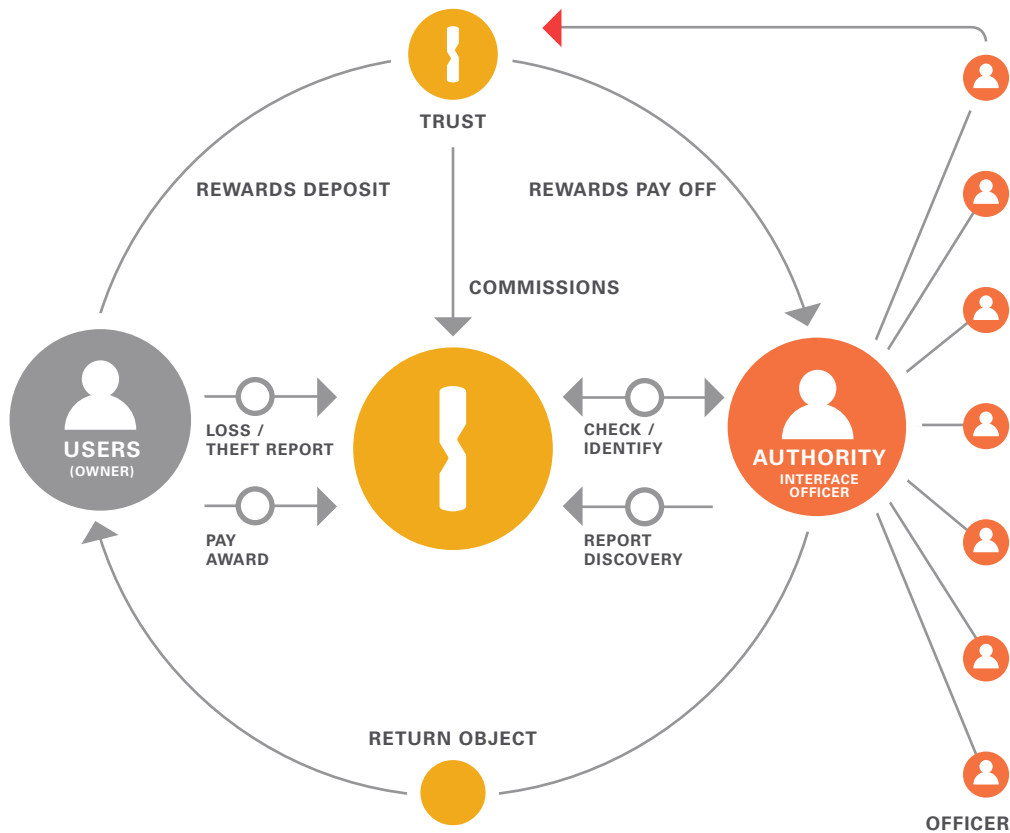 TRUST
REWARDS DEPOSIT
REWARDS PAY OFF
COMMISSIONS
USERS
(OWNER)
LOSS /
THEFT REPORT
PAY
AWARD
CHECK /
IDENTIFY
REPORT
DISCOVERY
AUTHORITY
INTERFACE
OFFICER
RETURN OBJECT
OFFICER